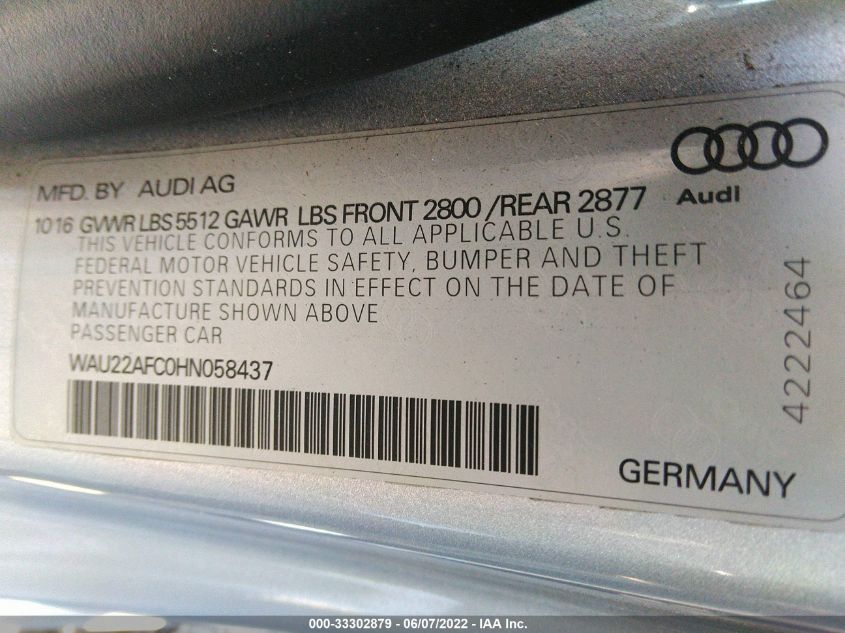 MFD. BY AUDI AG
Audi
10 16 GVWR LBS 5512 GAWR LBS FRONT 2800 /REAR 2877
THIS VEHICLE CONFORMS TO ALL APPLICABLE U.S.
FEDERAL MOTOR VEHICLE SAFETY, BUMPER AND THEFT
PREVENTION STANDARDS IN EFFECT ON THE DATE OF
MANUFACTURE SHOWN ABOVE
PASSENGER CAR
WAU22AFC0HN058437
4222464
GERMANY
000-33302879 - 06/07/2022 - IAA Inc.